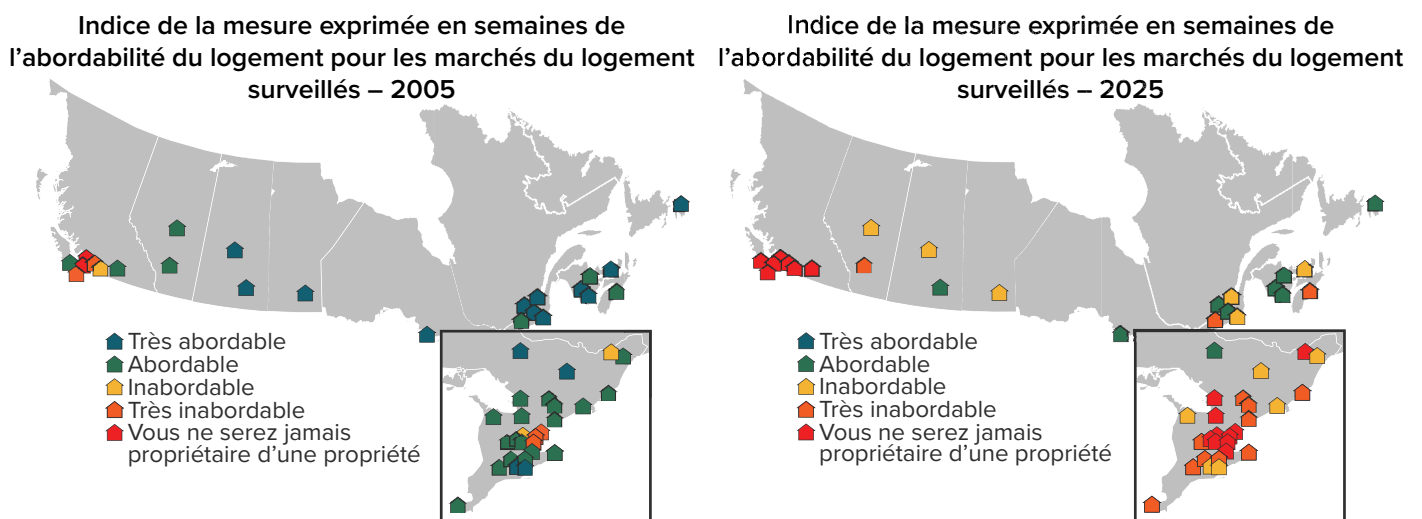 Indice de la mesure exprimée en semaines de
l’abordabilité du logement pour les marchés du logement
surveillés – 2005
Très abordable
Abordable
Inabordable
Très inabordable
Vous ne serez jamais
propriétaire d’une propriété
Indice de la mesure exprimée en semaines de
l’abordabilité du logement pour les marchés du logement
surveillés – 2025
Très abordable
Abordable
Inabordable
Très inabordable
Vous ne serez jamais
propriétaire d’une propriété